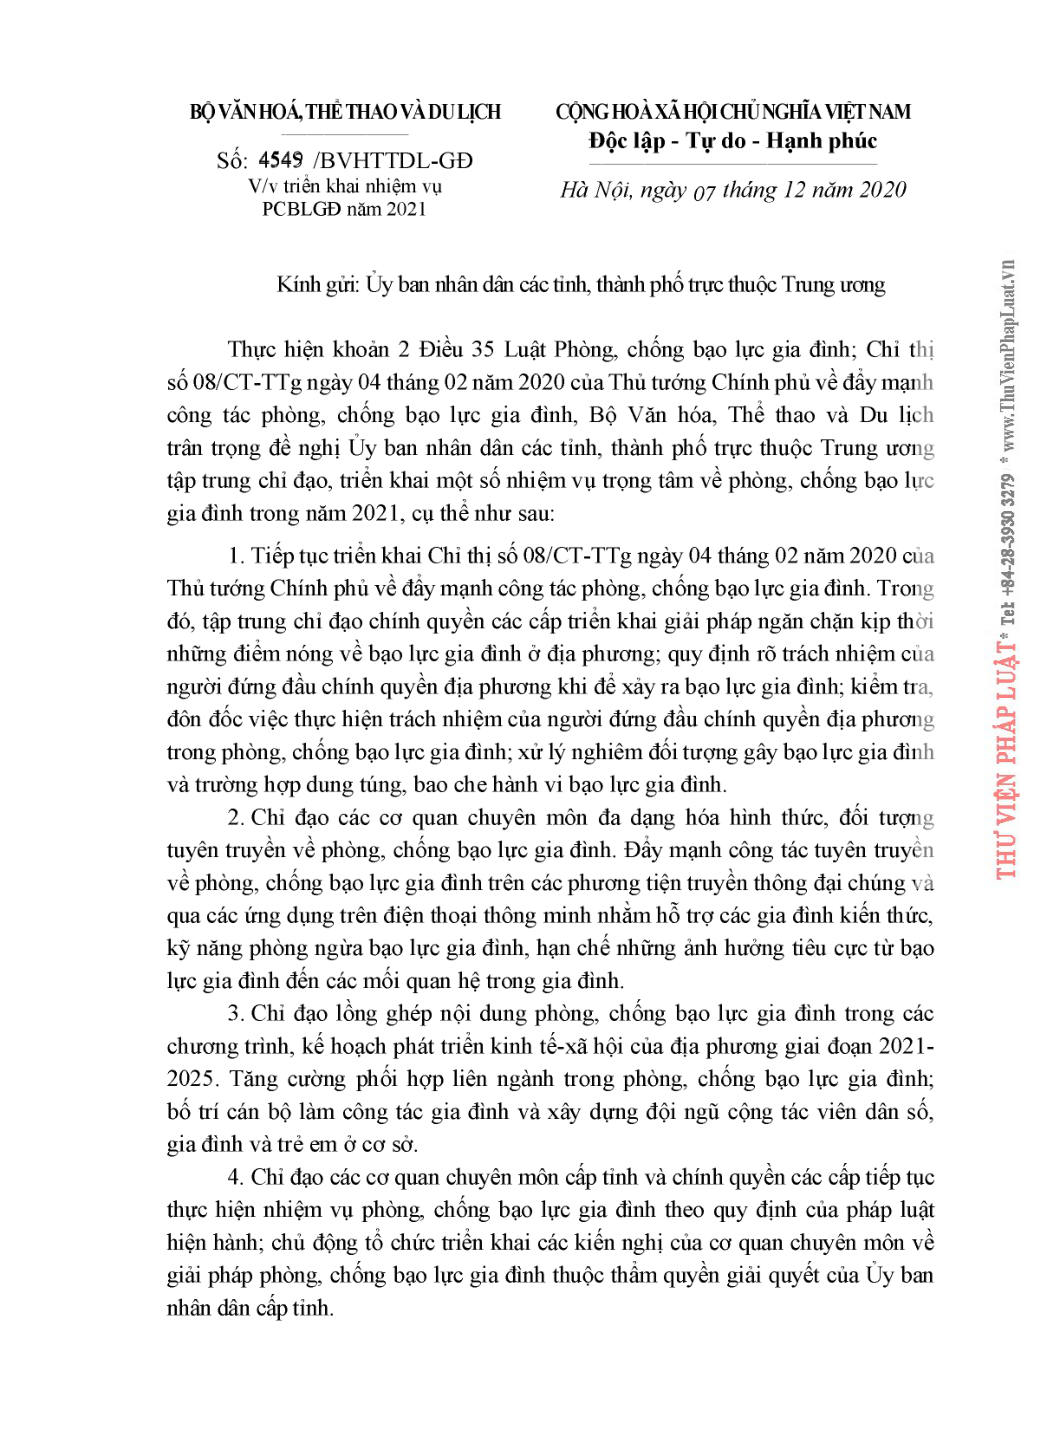 BỘ VĂN HOÁ, THỂ THAO VÀ DU LỊCH
Số: 4549 /BVHTTDL-GĐ
V/v triển khai nhiệm vụ
PCBLGĐ năm 2021
CỘNG HOÀ XÃ HỘI CHỦ NGHĨA VIỆT NAM
Độc lập - Tự do - Hạnh phúc
Hà Nội, ngày 07 tháng 12 năm 2020
Kính gửi: Ủy ban nhân dân các tỉnh, thành phố trực thuộc Trung ương
Thực hiện khoản 2 Điều 35 Luật Phòng, chống bạo lực gia đình; Chỉ thị
số 08/CT-TTg ngày 04 tháng 02 năm 2020 của Thủ tướng Chính phủ về đẩy mạnh
công tác phòng, chống bạo lực gia đình, Bộ Văn hóa, Thể thao và Du lịch
trân trọng đề nghị Ủy ban nhân dân các tỉnh, thành phố trực thuộc Trung ương
tập trung chỉ đạo, triển khai một số nhiệm vụ trọng tâm về phòng, chống bạo lực
gia đình trong năm 2021, cụ thể như sau:
1. Tiếp tục triển khai Chỉ thị số 08/CT-TTg ngày 04 tháng 02 năm 2020 của
Thủ tướng Chính phủ về đẩy mạnh công tác phòng, chống bạo lực gia đình. Trong
đó, tập trung chỉ đạo chính quyền các cấp triển khai giải pháp ngăn chặn kịp thời
những điểm nóng về bạo lực gia đình ở địa phương; quy định rõ trách nhiệm của
người đứng đầu chính quyền địa phương khi để xảy ra bạo lực gia đình; kiểm tra,
đôn đốc việc thực hiện trách nhiệm của người đứng đầu chính quyền địa phương
trong phòng, chống bạo lực gia đình; xử lý nghiêm đối tượng gây bạo lực gia đình
và trường hợp dung túng, bao che hành vi bạo lực gia đình.
2. Chỉ đạo các cơ quan chuyên môn đa dạng hóa hình thức, đối tượng
tuyên truyền về phòng, chống bạo lực gia đình. Đẩy mạnh công tác tuyên truyền
về phòng, chống bạo lực gia đình trên các phương tiện truyền thông đại chúng và
qua các ứng dụng trên điện thoại thông minh nhằm hỗ trợ các gia đình kiến thức,
kỹ năng phòng ngừa bạo lực gia đình, hạn chế những ảnh hưởng tiêu cực từ bạo
lực gia đình đến các mối quan hệ trong gia đình.
3. Chỉ đạo lồng ghép nội dung phòng, chống bạo lực gia đình trong các
chương trình, kế hoạch phát triển kinh tế-xã hội của địa phương giai đoạn 2021-
2025. Tăng cường phối hợp liên ngành trong phòng, chống bạo lực gia đình;
bố trí cán bộ làm công tác gia đình và xây dựng đội ngũ cộng tác viên dân số,
gia đình và trẻ em ở cơ sở.
4. Chỉ đạo các cơ quan chuyên môn cấp tỉnh và chính quyền các cấp tiếp tục
thực hiện nhiệm vụ phòng, chống bạo lực gia đình theo quy định của pháp luật
hiện hành; chủ động tổ chức triển khai các kiến nghị của cơ quan chuyên môn về
giải pháp phòng, chống bạo lực gia đình thuộc thẩm quyền giải quyết của Ủy ban
nhân dân cấp tỉnh.
THƯ VIỆN PHÁP LUẬT * Tel: +84-28-3930 3279 * www.ThuVienPhapLuat.vn